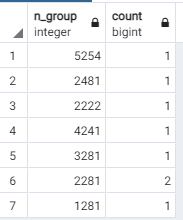 n_group count
integer bigint
1 5254 1
2 2481 1
3 2222 1
4 4241 1
5 3281 1
6 2281 2
7 1281 1